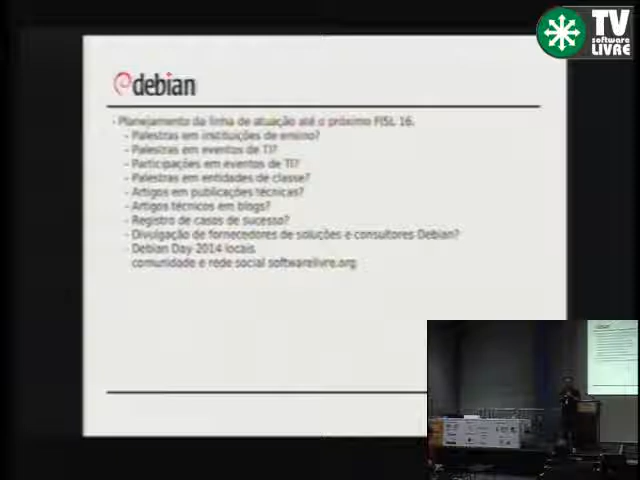 TV
software
LIVRE
debian
- Planejamento da linha de atuação até o próximo FISL 16.
- Palestras em instituições de ensino?
- Palestras em eventos de TI?
- Participações em eventos de TI?
- Palestras em entidades de classe?
- Artigos em publicações técnicas?
- Artigos técnicos em blogs?
- Registro de casos de sucesso?
- Divulgação de fornecedores de soluções e consultores Debian?
- Debian Day 2014 locais
comunidade e rede social softwarelivre.org